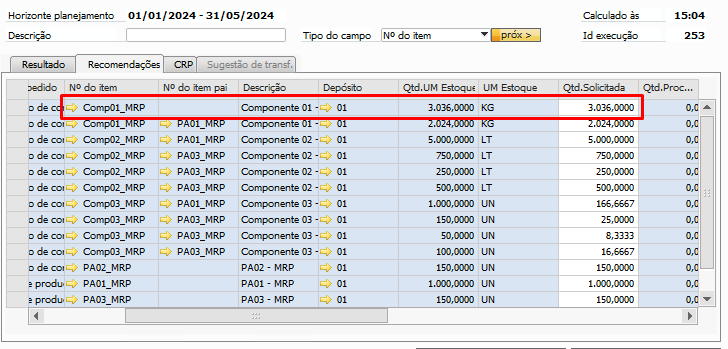 Horizonte planejamento 01/01/2024 - 31/05/2024 Calculado às 15:04
Descrição Tipo do campo Nº do item próx > Id execução 253
Resultado Recomendações CRP Sugestão de transf.
pedido Nº do item Nº do item pai Descrição Depósito Qtd.UM Estoque UM Estoque Qtd.Solicitada Qtd.Proc...
o de co Comp01_MRP Componente 01 - 01 3.036,0000 KG 3.036,0000 0,0
o de co Comp01_MRP PA01_MRP Componente 01 - 01 2.024,0000 KG 2.024,0000 0,0
o de co Comp02_MRP PA01_MRP Componente 02 - 01 5.000,0000 LT 5.000,0000 0,0
o de co Comp02_MRP PA03_MRP Componente 02 - 01 750,0000 LT 750,0000 0,0
o de co Comp02_MRP PA03_MRP Componente 02 - 01 250,0000 LT 250,0000 0,0
o de co Comp02_MRP PA03_MRP Componente 02 - 01 500,0000 LT 500,0000 0,0
o de co Comp03_MRP PA01_MRP Componente 03 - 01 1.000,0000 UN 166,6667 0,0
o de co Comp03_MRP PA03_MRP Componente 03 - 01 150,0000 UN 25,0000 0,0
o de co Comp03_MRP PA03_MRP Componente 03 - 01 50,0000 UN 8,3333 0,0
o de co Comp03_MRP PA03_MRP Componente 03 - 01 100,0000 UN 16,6667 0,0
o de co PA02_MRP PA02 - MRP 01 150,0000 UN 150,0000 0,0
e produ PA01_MRP PA01 - MRP 01 1.000,0000 UN 1.000,0000 0,0
e produ PA03_MRP PA03 - MRP 01 150,0000 UN 150,0000 0,0